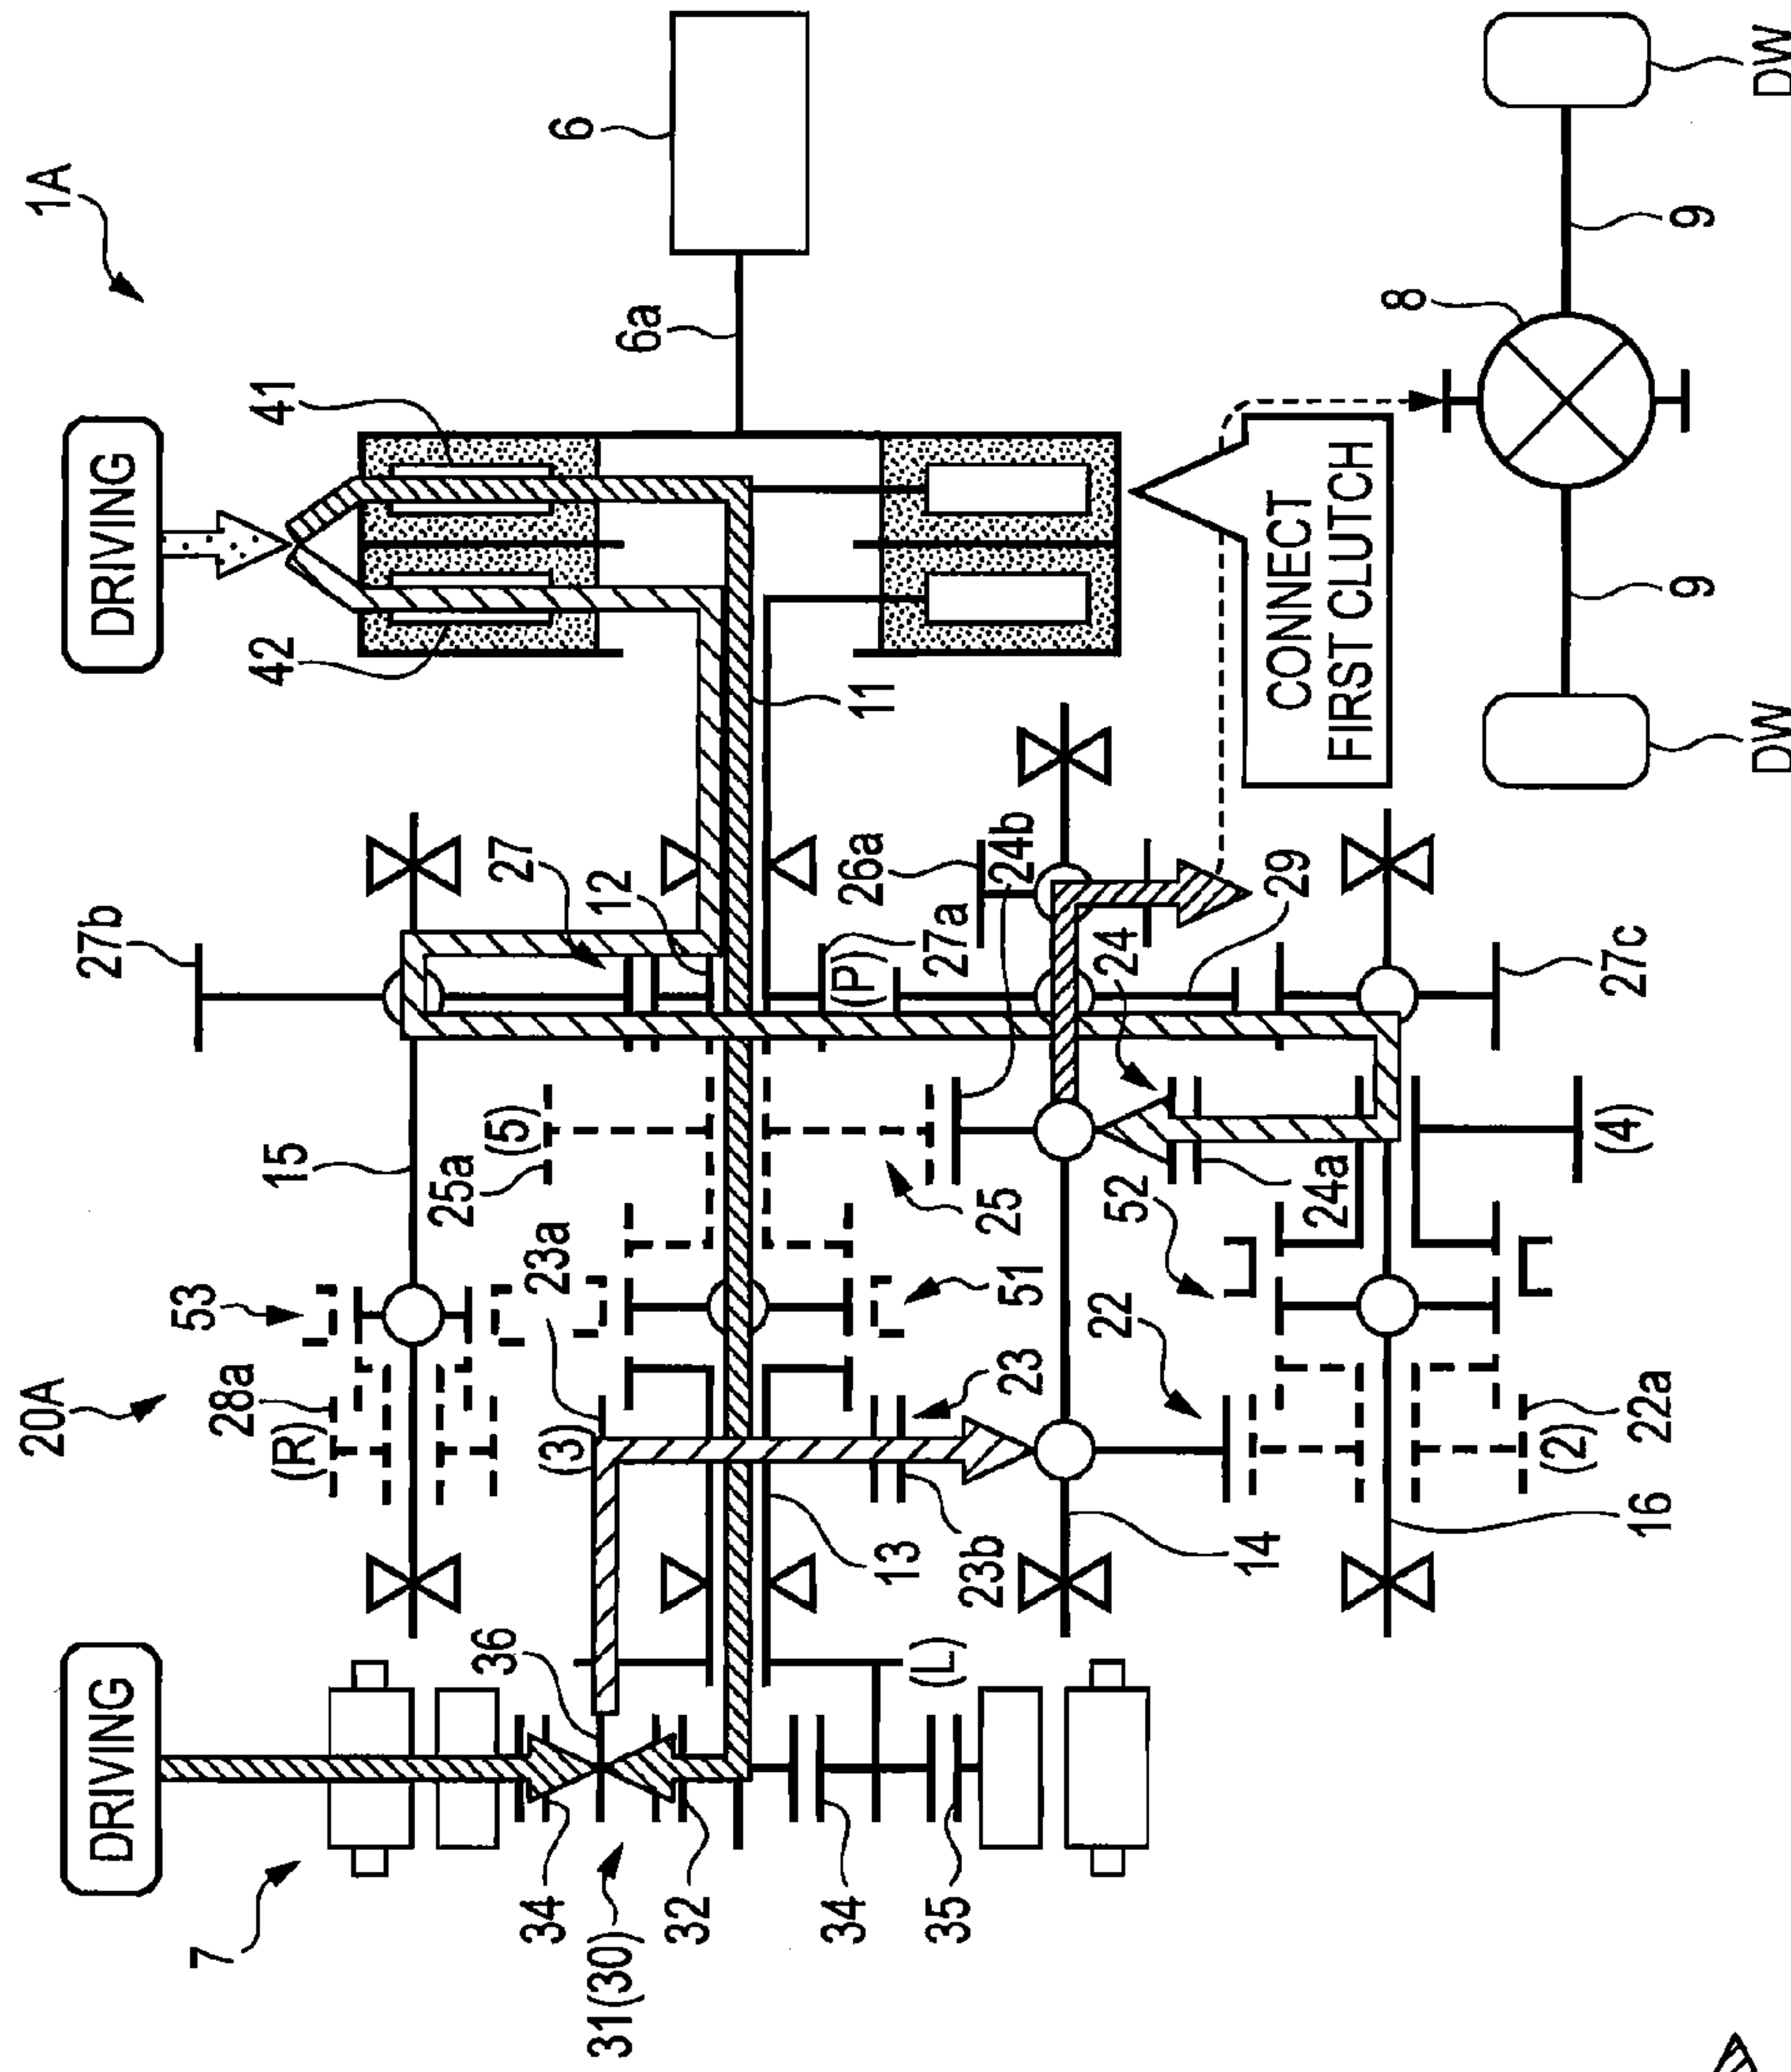 1A
20A
DRIVING
DRIVING
6
6a
41
42
7
34
31(30)
32
34
35
36
(L)
53
28a
(R)
15
27b
27
12
27a
(P)
26a
24b
24
29
27c
25a
(5)
25
23a
(3)
23
23b
51
13
11
14
22
52
24a
(4)
22a
(2)
16
CONNECT
FIRST CLUTCH
8
9
9
DW
DW